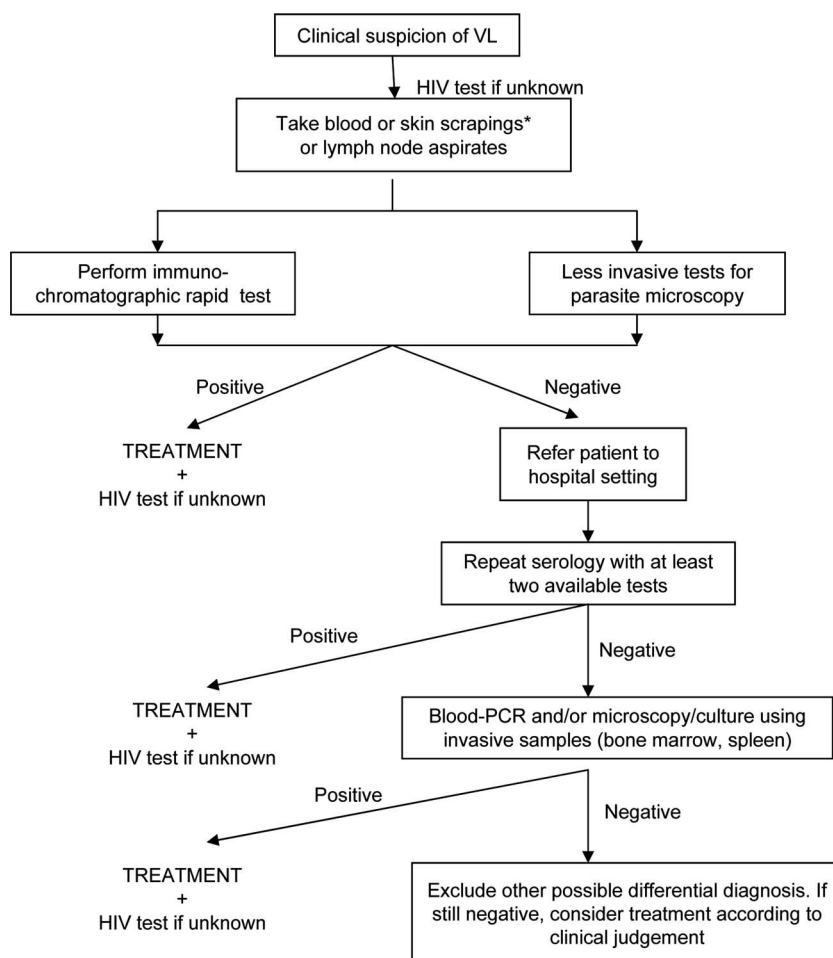 Clinical suspicion of VL
HIV test if unknown
Take blood or skin scrapings*
or lymph node aspirates
Perform immuno-
chromatographic rapid test
Less invasive tests for
parasite microscopy
Positive
Negative
TREATMENT
+
HIV test if unknown
Refer patient to
hospital setting
Repeat serology with at least
two available tests
Positive
Negative
TREATMENT
+
HIV test if unknown
Blood-PCR and/or microscopy/culture using
invasive samples (bone marrow, spleen)
Positive
Negative
TREATMENT
+
HIV test if unknown
Exclude other possible differential diagnosis. If
still negative, consider treatment according to
clinical judgement